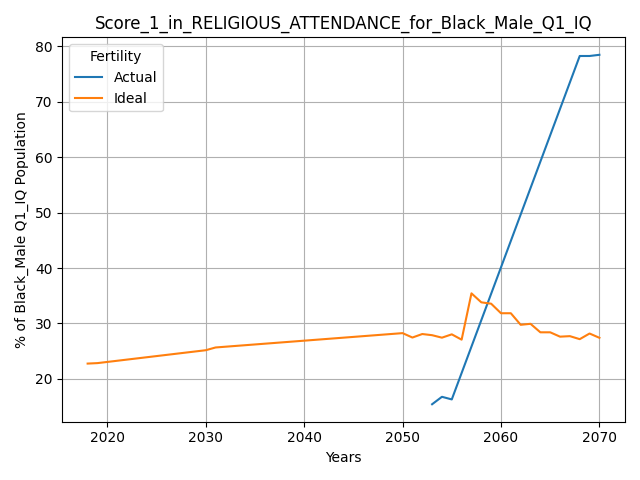 Score_1_in_RELIGIOUS_ATTENDANCE_for_Black_Male_Q1_IQ
Fertility
Actual
Ideal
80
70
60
50
40
30
20
% of Black_Male Q1_IQ Population
2020 2030 2040 2050 2060 2070
Years